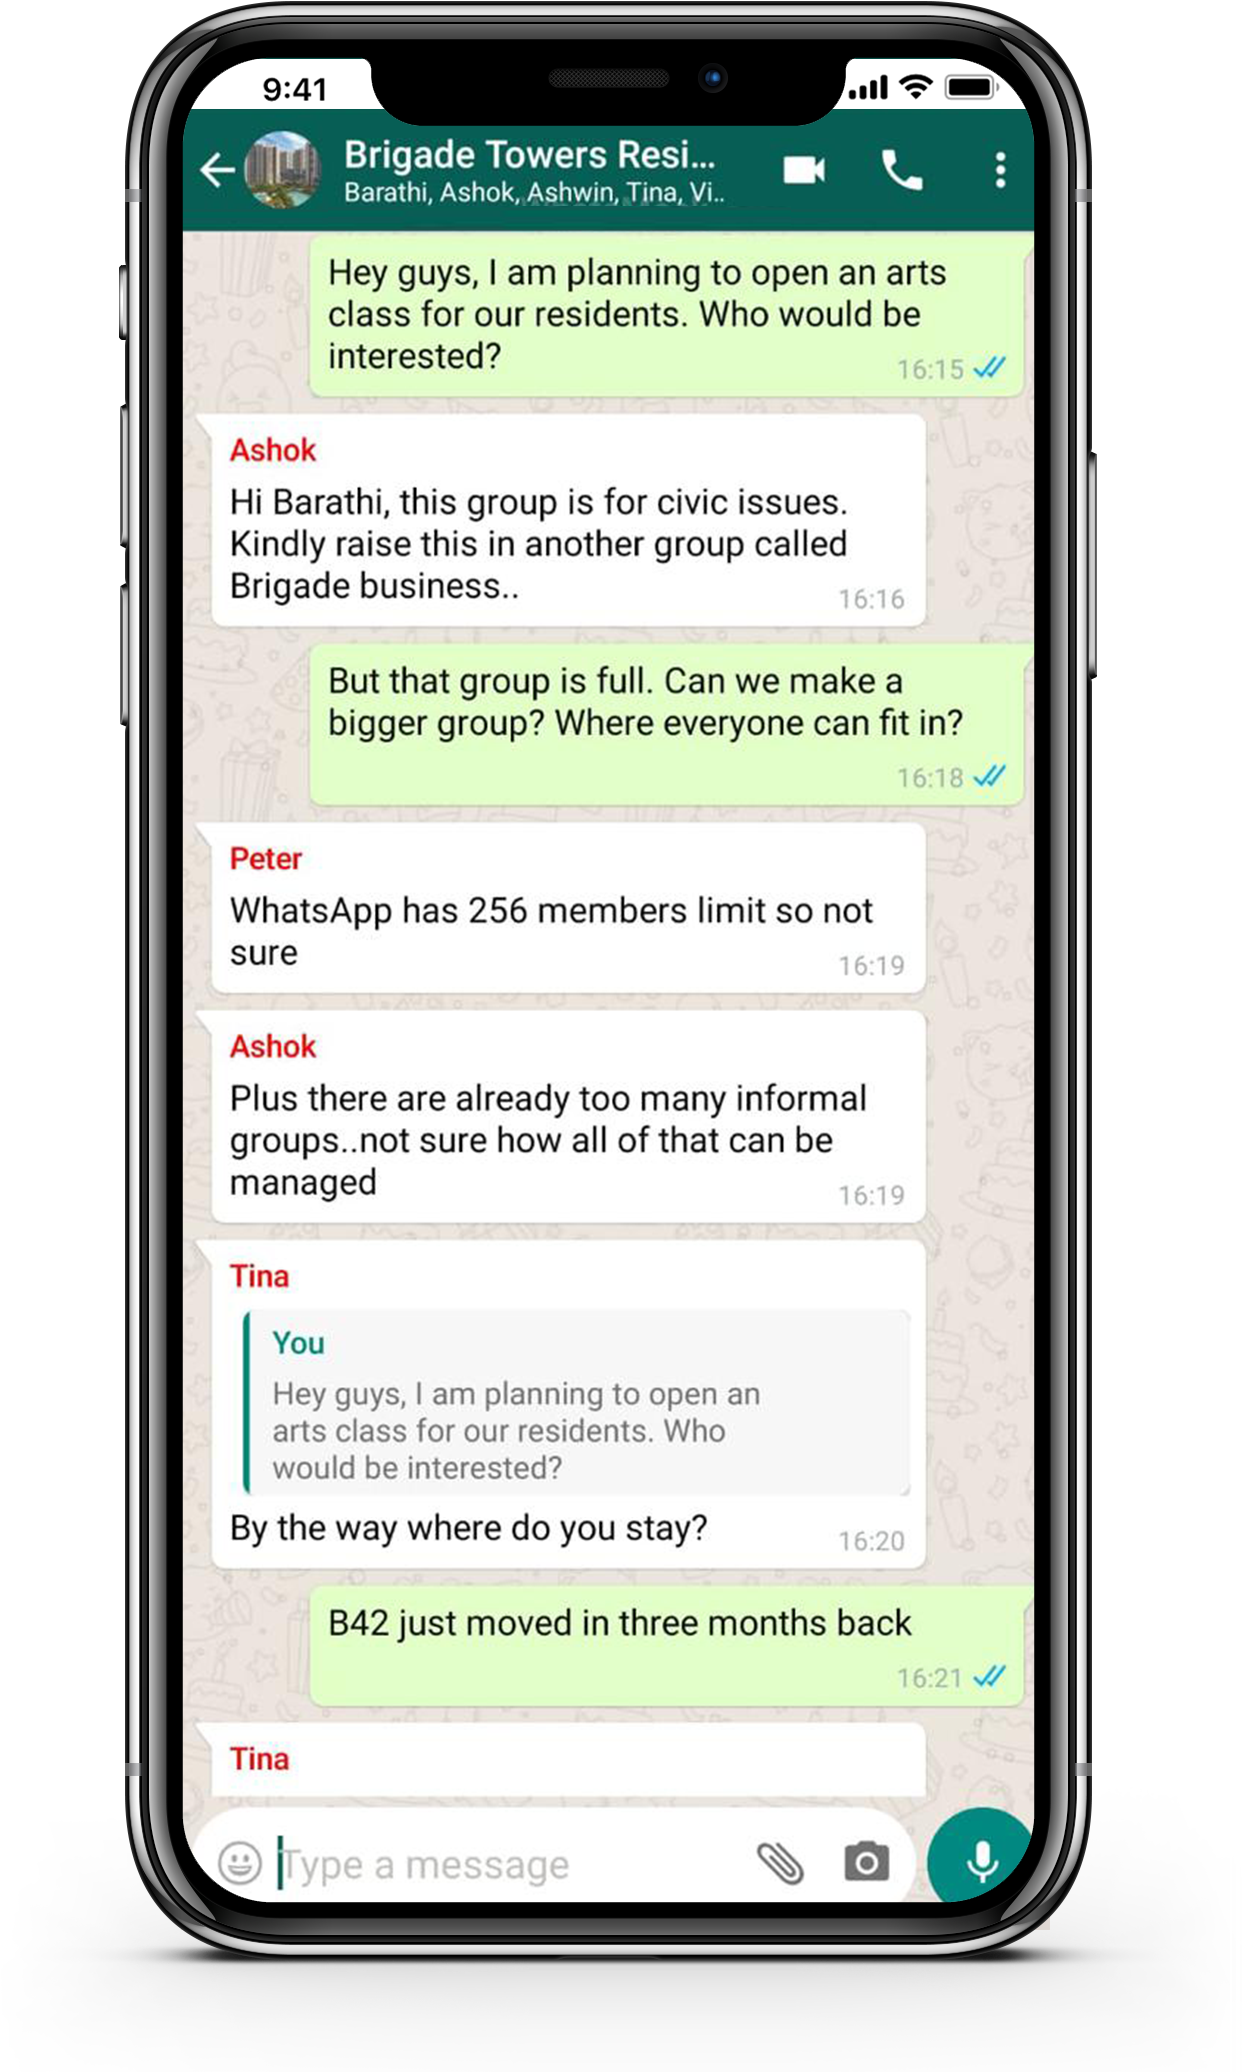 9:41
Brigade Towers Resi...
Barathi, Ashok, Ashwin, Tina, Vi..
Hey guys, I am planning to open an arts
class for our residents. Who would be
interested?
16:15
Ashok
Hi Barathi, this group is for civic issues.
Kindly raise this in another group called
Brigade business..
16:16
But that group is full. Can we make a
bigger group? Where everyone can fit in?
16:18
Peter
WhatsApp has 256 members limit so not
sure
16:19
Ashok
Plus there are already too many informal
groups..not sure how all of that can be
managed
16:19
Tina
You
Hey guys, I am planning to open an
arts class for our residents. Who
would be interested?
By the way where do you stay?
16:20
B42 just moved in three months back
16:21
Tina
Type a message